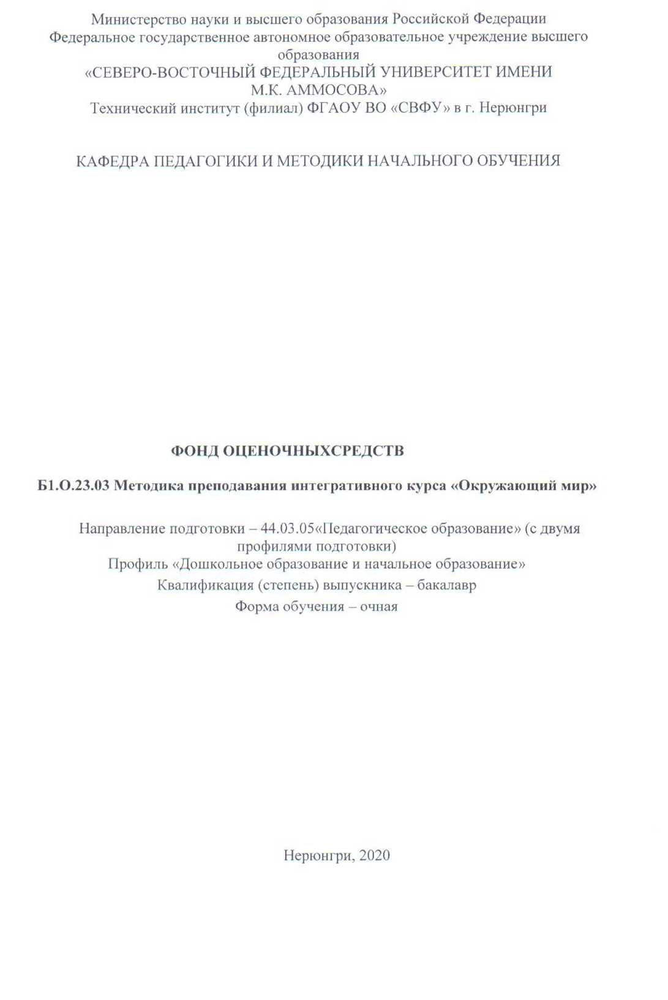 Министерство науки и высшего образования Российской Федерации
Федеральное государственное автономное образовательное учреждение высшего
образования
«СЕВЕРО-ВОСТОЧНЫЙ ФЕДЕРАЛЬНЫЙ УНИВЕРСИТЕТ ИМЕНИ
М.К. АММОСОВА»
Технический институт (филиал) ФГАОУ ВО «СВФУ» в г. Нерюнгри
КАФЕДРА ПЕДАГОГИКИ И МЕТОДИКИ НАЧАЛЬНОГО ОБУЧЕНИЯ
ФОНД ОЦЕНОЧНЫХСРЕДСТВ
Б1.О.23.03 Методика преподавания интегративного курса «Окружающий мир»
Направление подготовки – 44.03.05«Педагогическое образование» (с двумя
профилями подготовки)
Профиль «Дошкольное образование и начальное образование»
Квалификация (степень) выпускника – бакалавр
Форма обучения – очная
Нерюнгри, 2020